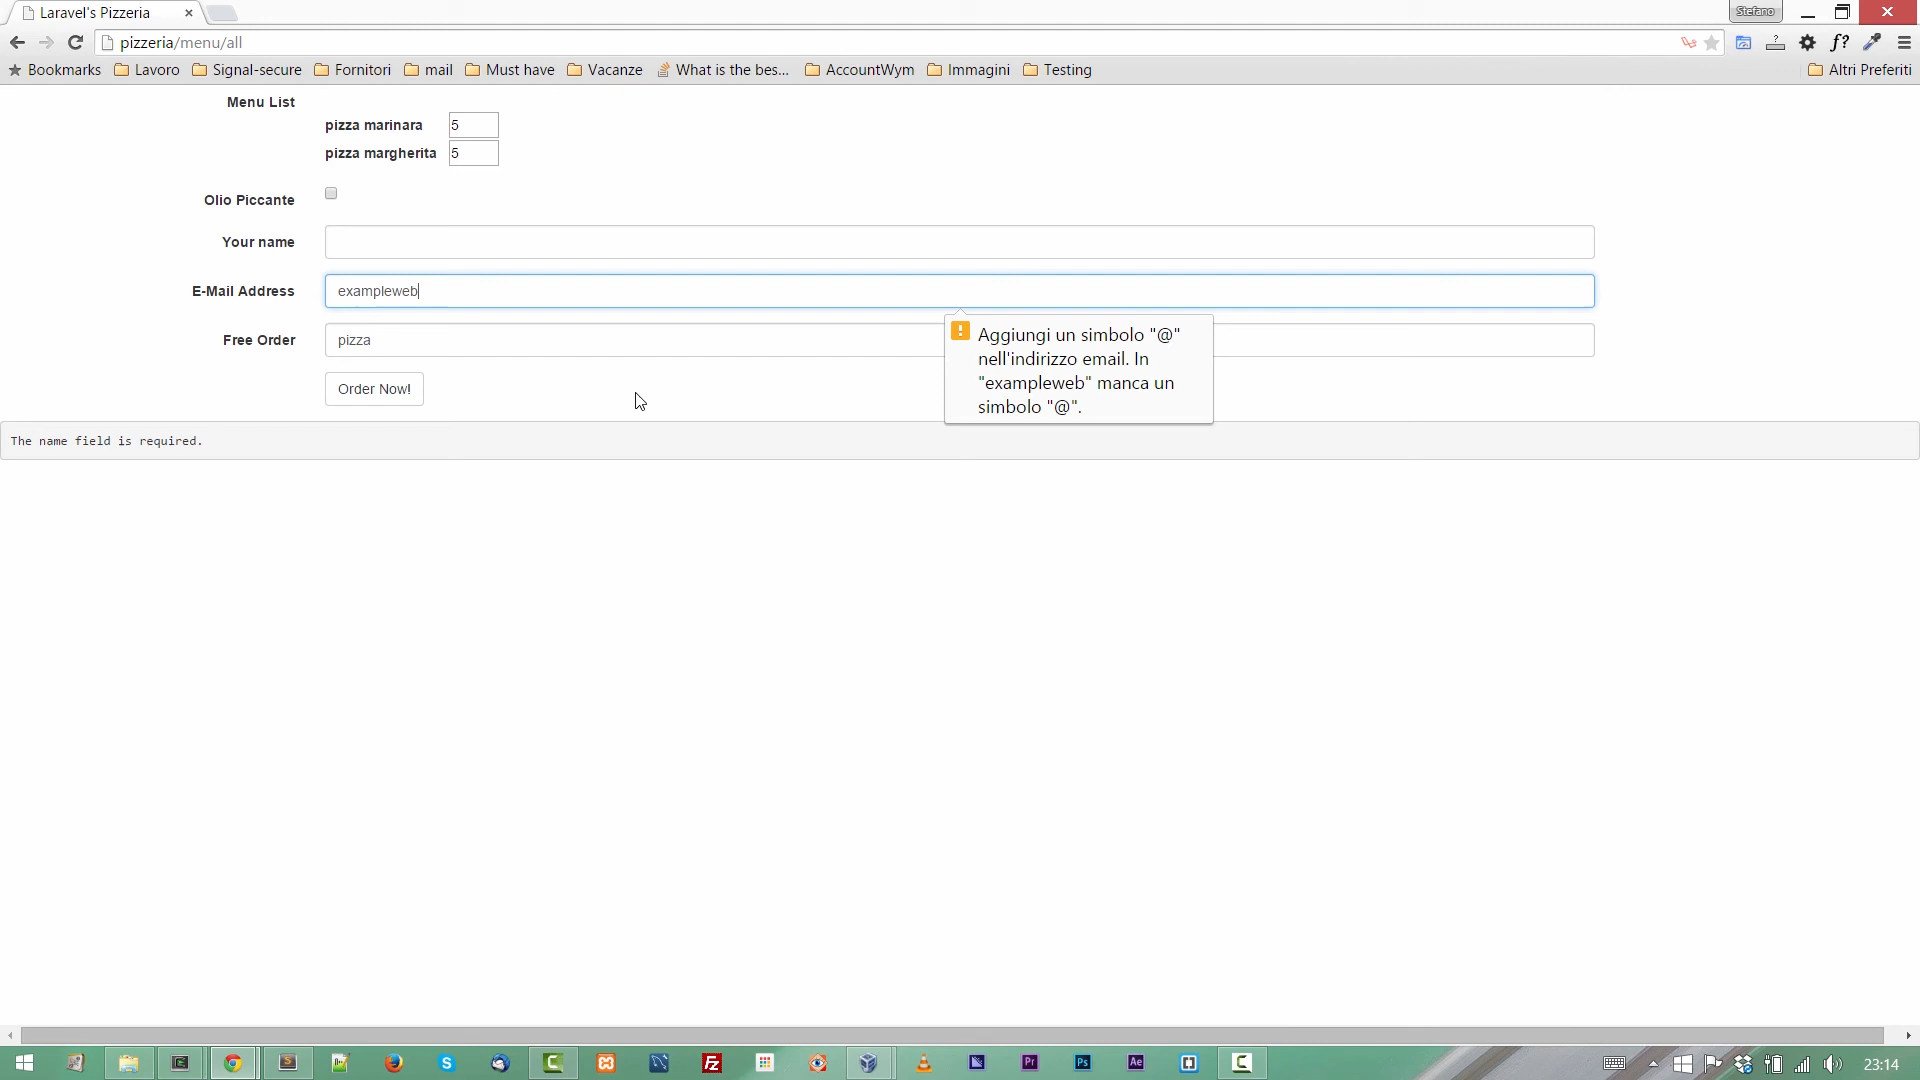 Laravel's Pizzeria
Stefano
pizzeria/menu/all
Bookmarks Lavoro Signal-secure Fornitori mail Must have Vacanze What is the bes... AccountWym Immagini Testing Altri Preferiti
Menu List
pizza marinara 5
pizza margherita 5
Olio Piccante
Your name
E-Mail Address exampleweb
Free Order pizza
Aggiungi un simbolo "@"
nell'indirizzo email. In
"exampleweb" manca un
simbolo "@".
Order Now!
The name field is required.
23:14